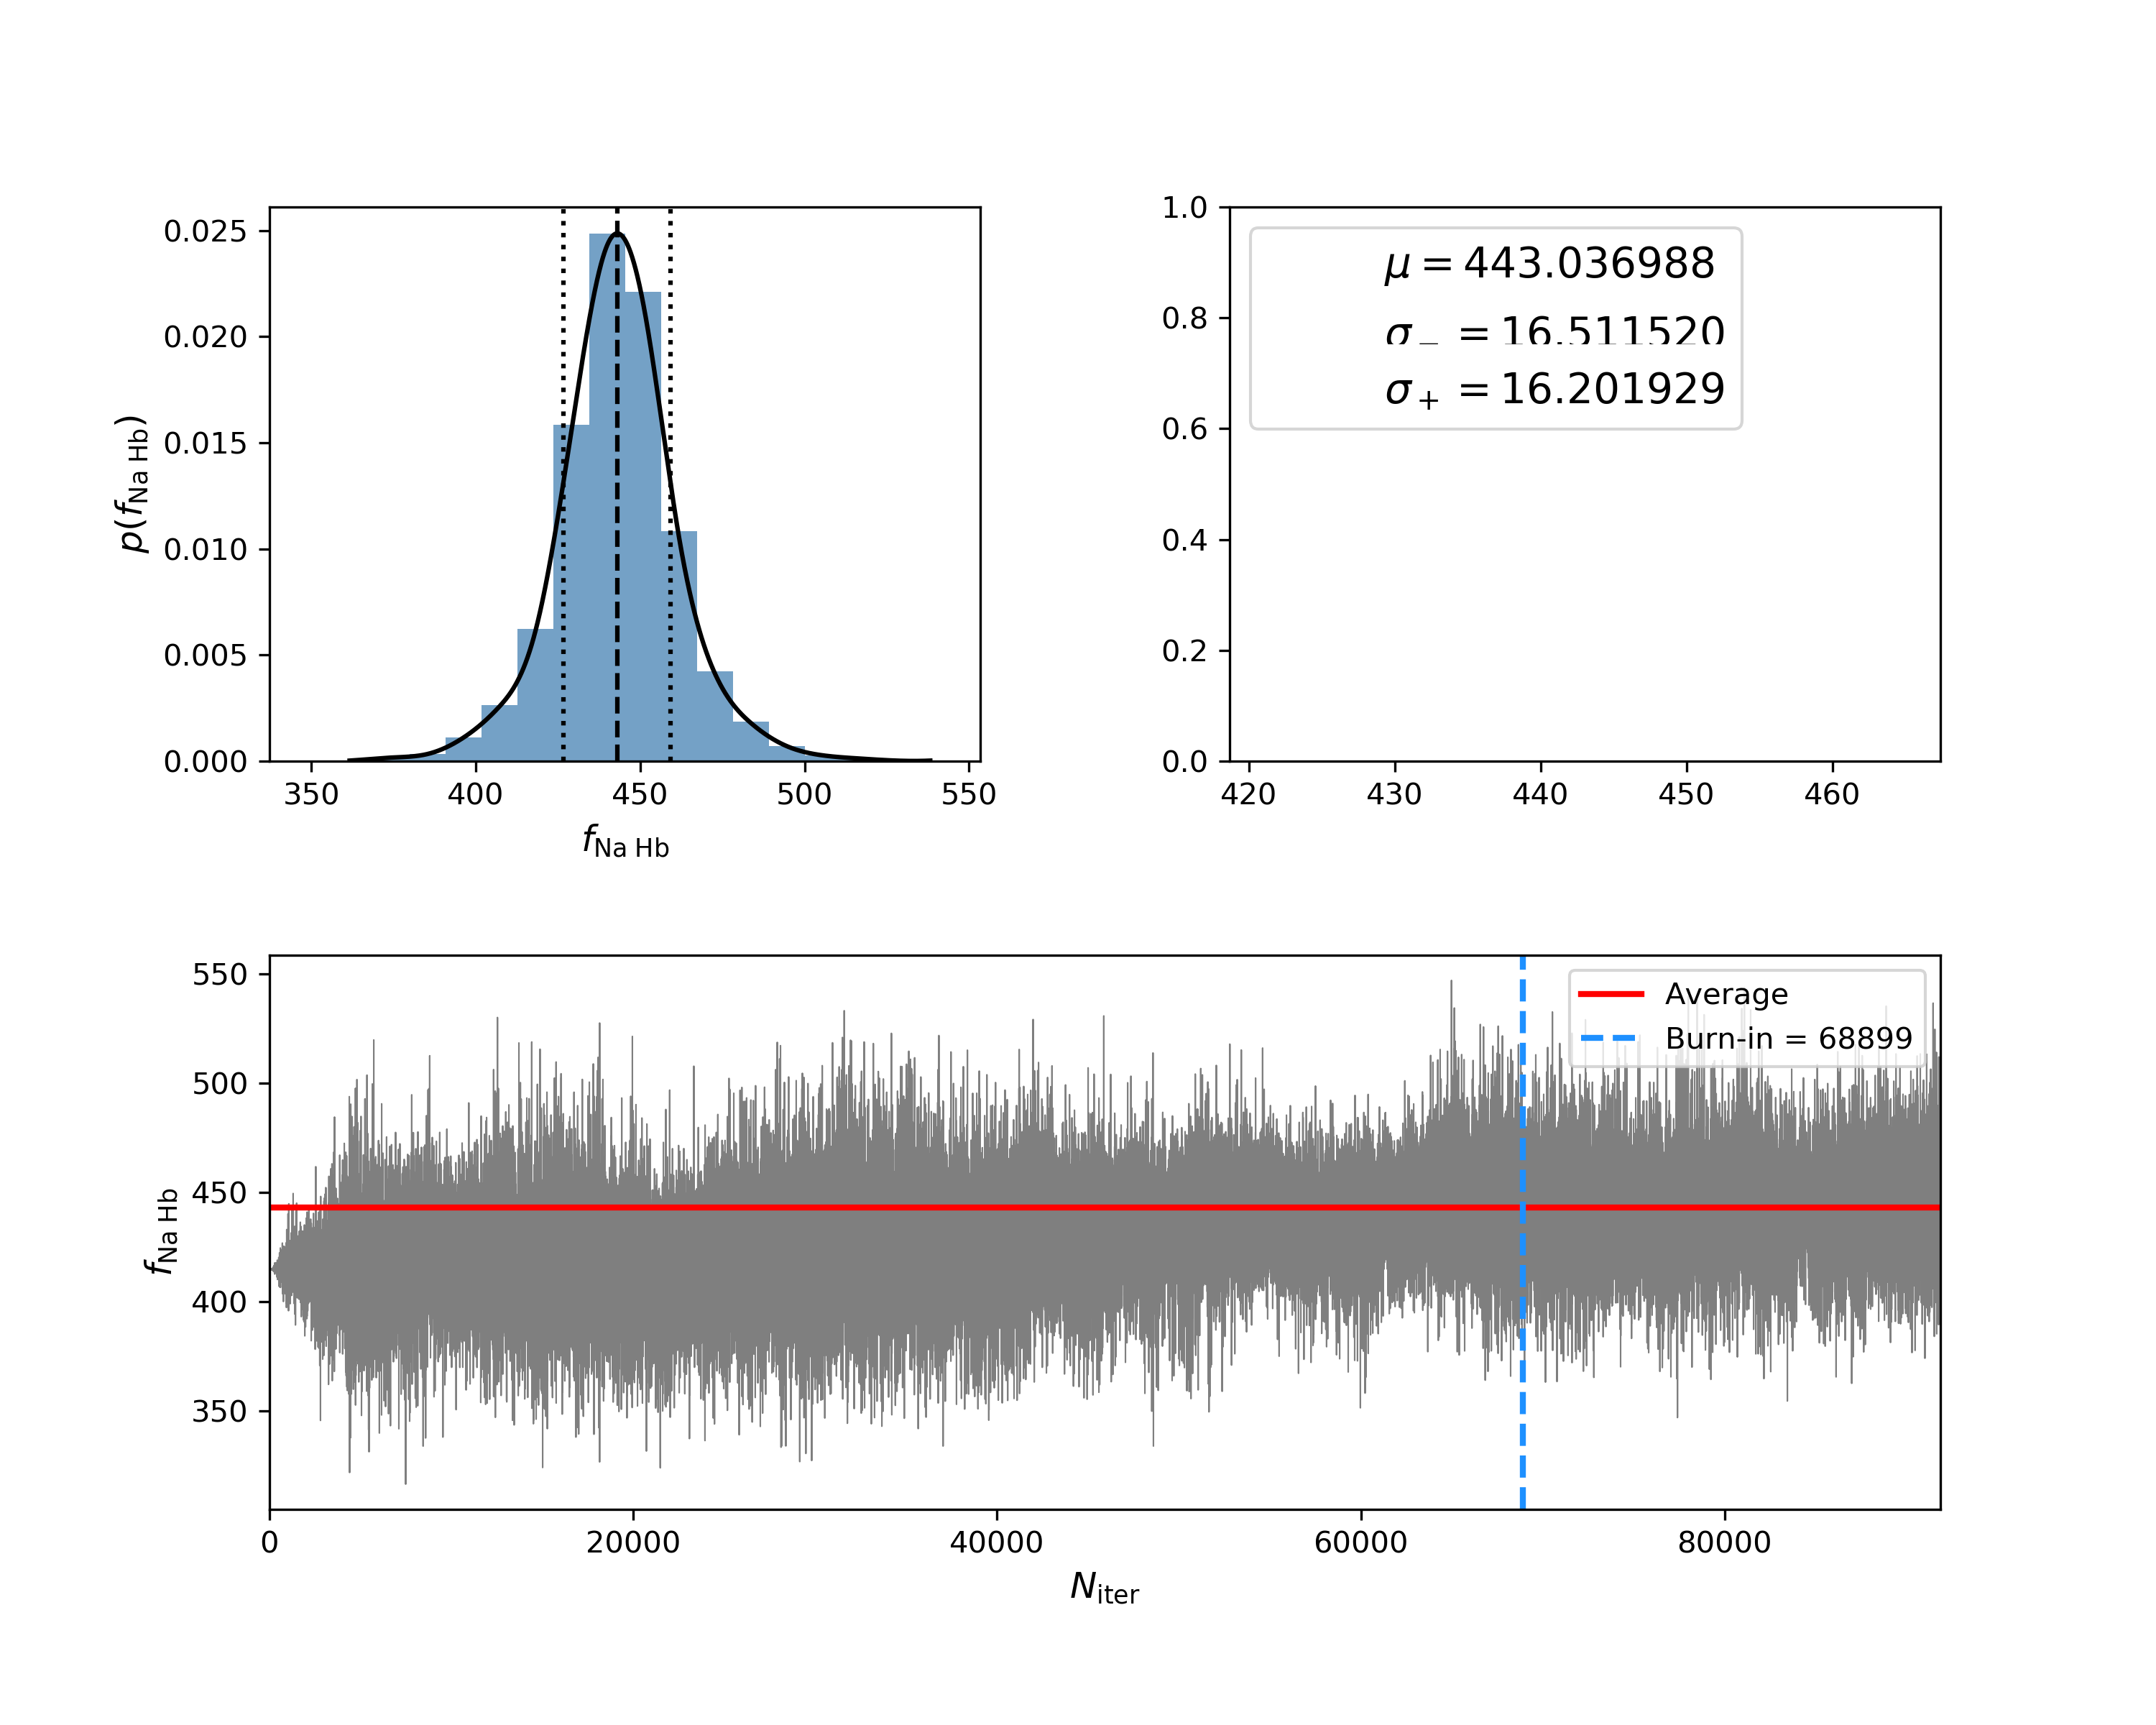 0.025
0.020
0.015
0.010
0.005
0.000
p(f_Na Hb)
350 400 450 500 550
f_Na Hb
1.0
0.8
0.6
0.4
0.2
0.0
μ = 443.036988
σ_− = 16.511520
σ_+ = 16.201929
420 430 440 450 460
550
500
450
400
350
f_Na Hb
Average
Burn-in = 68899
0 20000 40000 60000 80000
N_iter